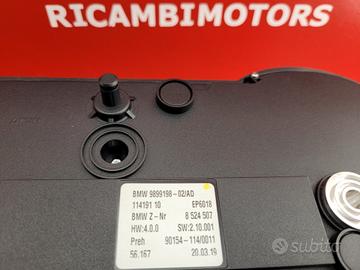 RICAMBIMOTORS
BMW 9899198-02/AD
114191 10 EP6018
BMW Z-Nr 8 524 507
HW:4.0.0 SW:2.10.001
Preh 90154-114/0011
56.167 20.03.19
subito